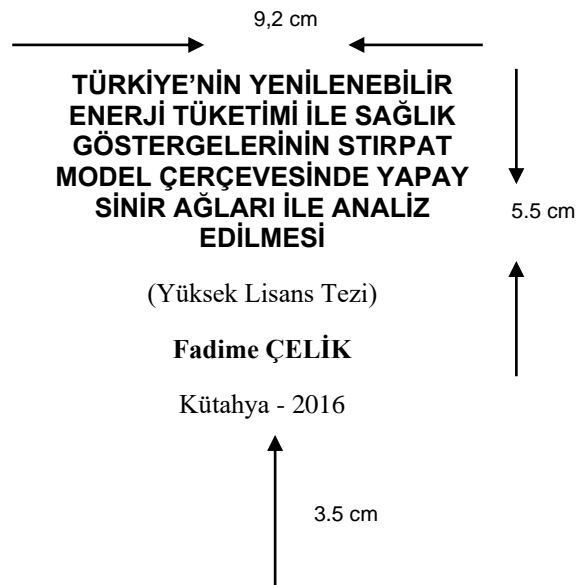 9,2 cm
TÜRKİYE’NİN YENİLENEBİLİR
ENERJİ TÜKETİMİ İLE SAĞLIK
GÖSTERGELERİNİN STIRPAT
MODEL ÇERÇEVESİNDE YAPAY
SİNİR AĞLARI İLE ANALİZ
EDİLMESİ
5.5 cm
(Yüksek Lisans Tezi)
Fadime ÇELİK
Kütahya - 2016
3.5 cm